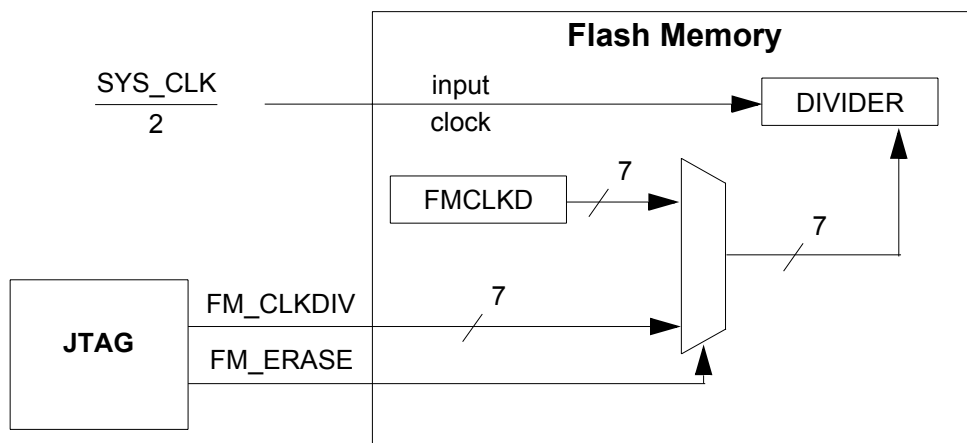 Flash Memory
SYS_CLK
2
input
clock
DIVIDER
7
FMCLKD
7
7
FM_CLKDIV
JTAG
FM_ERASE